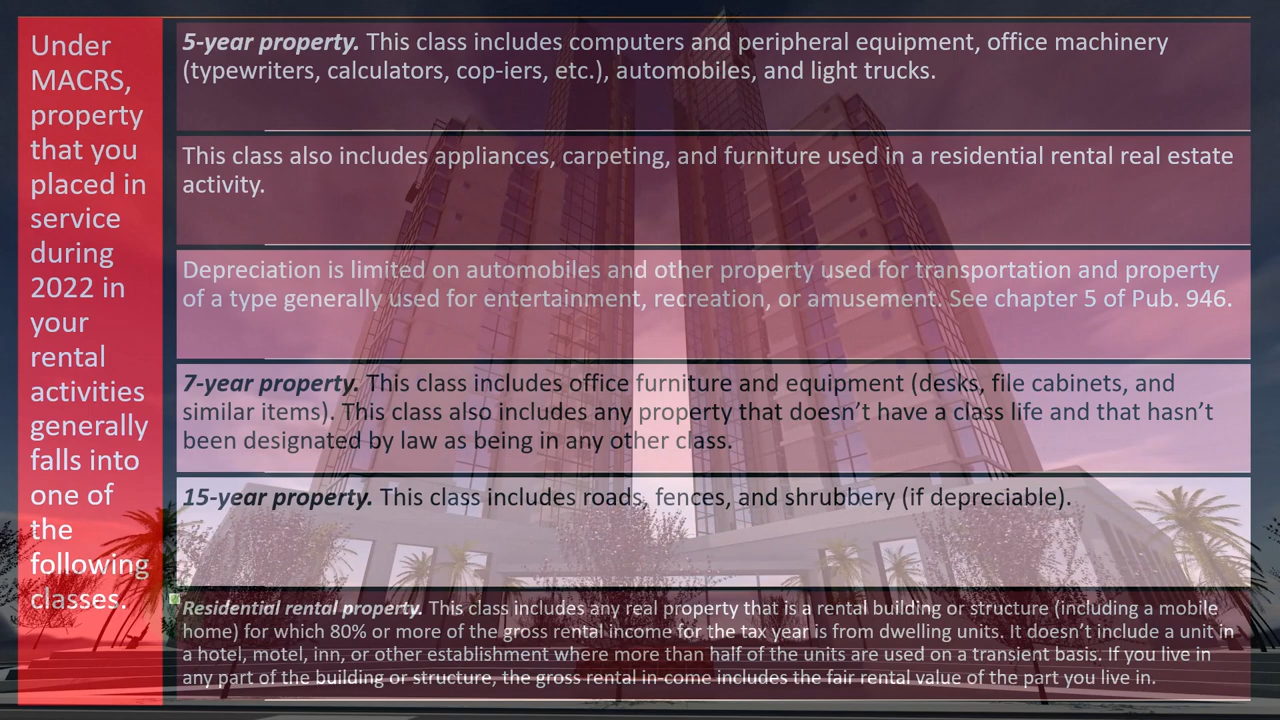 Under
MACRS,
property
that you
placed in
service
during
2022 in
your
rental
activities
generally
falls into
one of
the
following
classes.
5-year property. This class includes computers and peripheral equipment, office machinery
(typewriters, calculators, cop-iers, etc.), automobiles, and light trucks.
This class also includes appliances, carpeting, and furniture used in a residential rental real estate
activity.
Depreciation is limited on automobiles and other property used for transportation and property
of a type generally used for entertainment, recreation, or amusement. See chapter 5 of Pub. 946.
7-year property. This class includes office furniture and equipment (desks, file cabinets, and
similar items). This class also includes any property that doesn’t have a class life and that hasn’t
been designated by law as being in any other class.
15-year property. This class includes roads, fences, and shrubbery (if depreciable).
Residential rental property. This class includes any real property that is a rental building or structure (including a mobile
home) for which 80% or more of the gross rental income for the tax year is from dwelling units. It doesn’t include a unit in
a hotel, motel, inn, or other establishment where more than half of the units are used on a transient basis. If you live in
any part of the building or structure, the gross rental in-come includes the fair rental value of the part you live in.